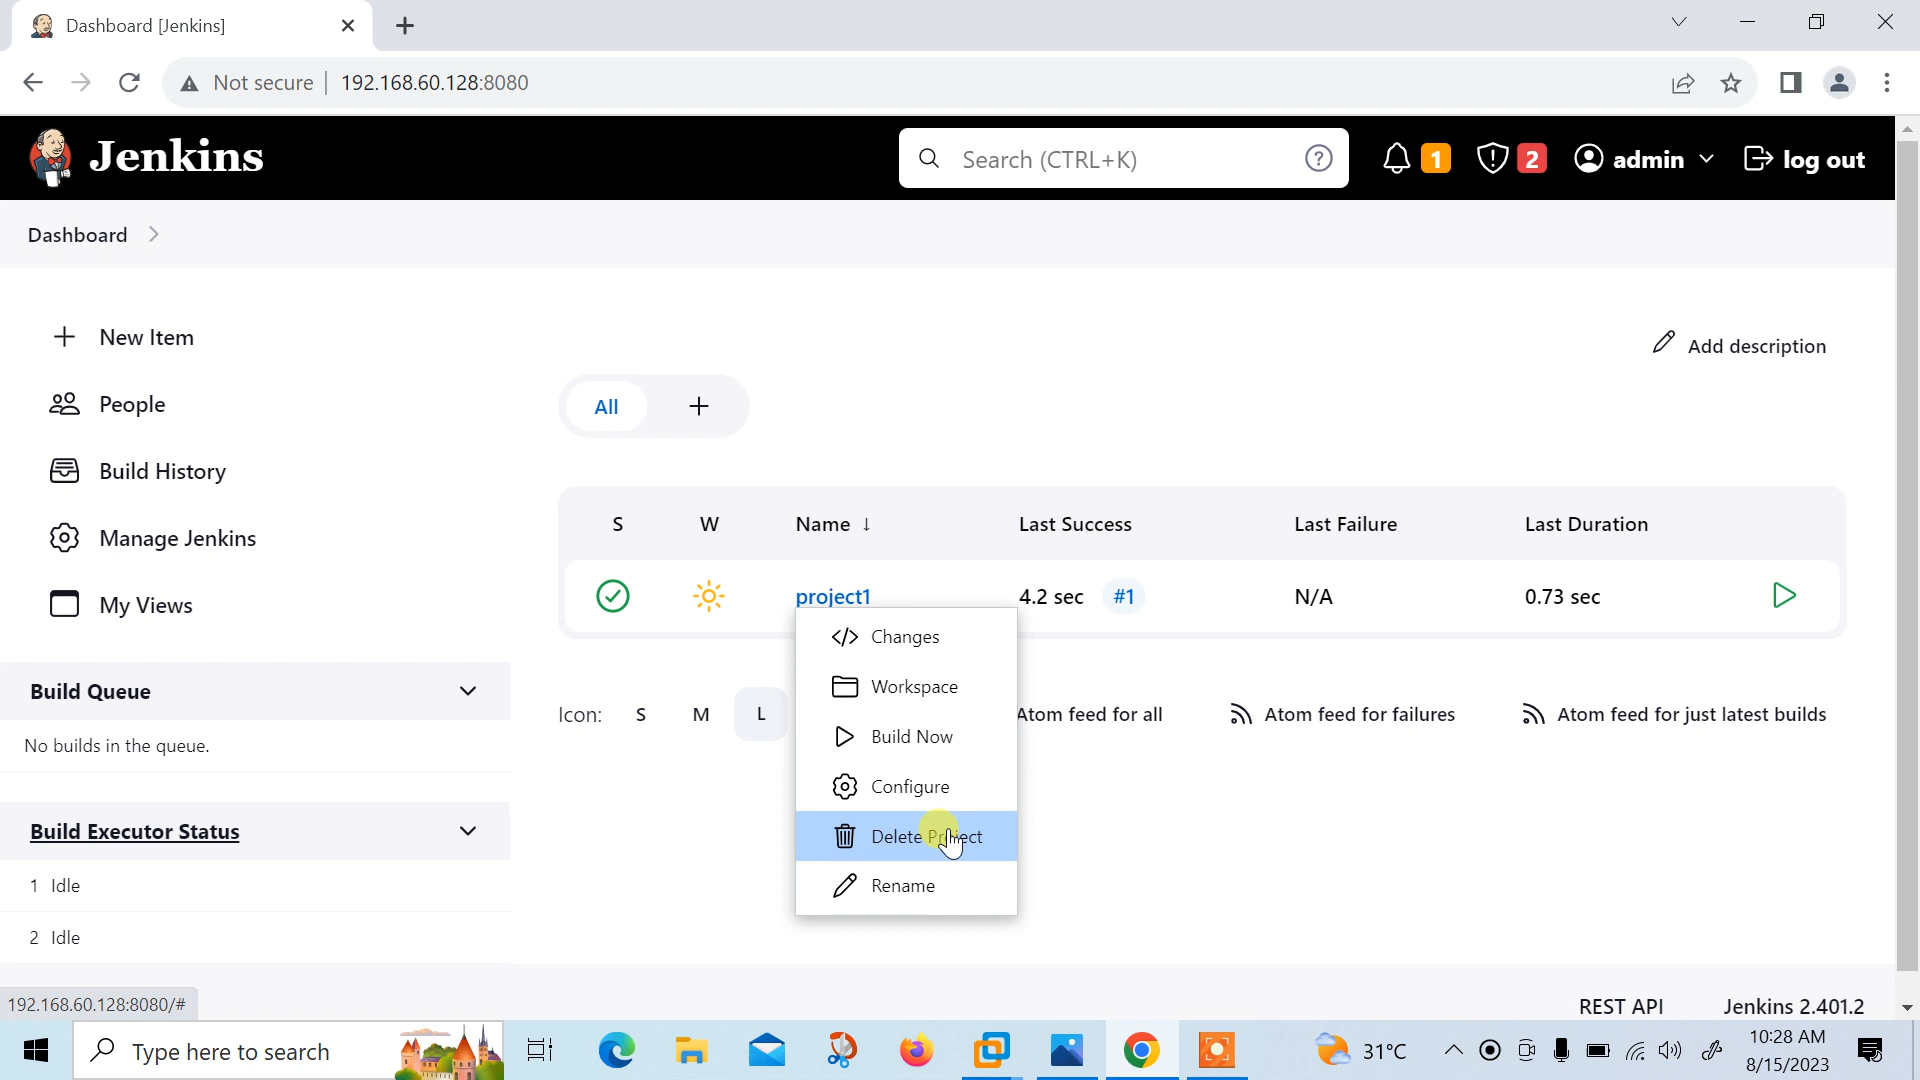 Dashboard [Jenkins]
Not secure | 192.168.60.128:8080
Jenkins
Search (CTRL+K)
1
2
admin
log out
Dashboard
New Item
People
Build History
Manage Jenkins
My Views
Build Queue
No builds in the queue.
Build Executor Status
1 Idle
2 Idle
Add description
All
S W Name ↓ Last Success Last Failure Last Duration
project1 4.2 sec #1 N/A 0.73 sec
Changes
Workspace
Build Now
Configure
Delete Project
Rename
Icon: S M L
Atom feed for all
Atom feed for failures
Atom feed for just latest builds
192.168.60.128:8080/#
REST API
Jenkins 2.401.2
Type here to search
31°C
10:28 AM
8/15/2023